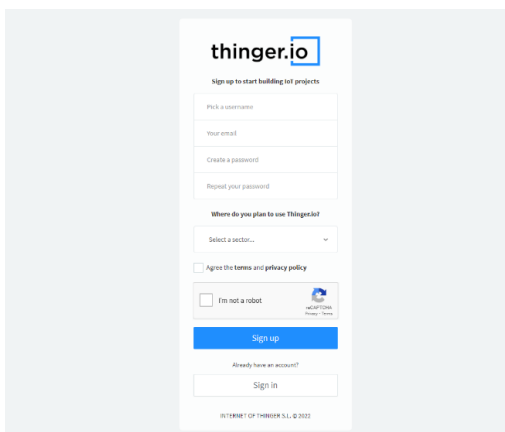 thinger.io
Sign up to start building IoT projects
Pick a username
Your email
Create a password
Repeat your password
Where do you plan to use Thinger.io?
Select a sector...
Agree the terms and privacy policy
I'm not a robot
reCAPTCHA
Privacy - Terms
Sign up
Already have an account?
Sign in
INTERNET OF THINGER S.L. © 2022